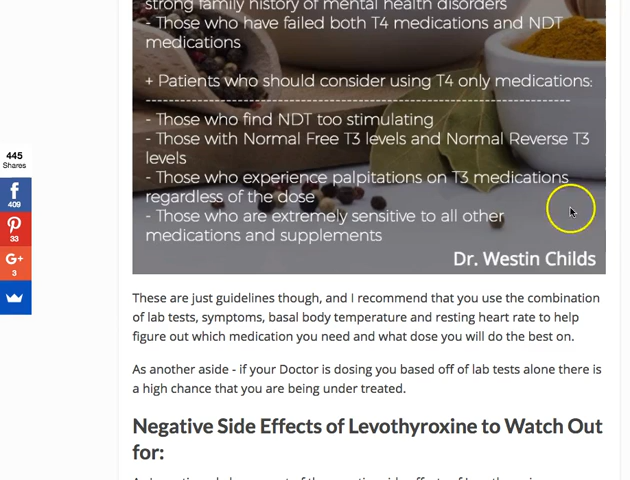 strong family history of mental health disorders
- Those who have failed both T4 medications and NDT
medications
+ Patients who should consider using T4 only medications:
- Those who find NDT too stimulating
- Those with Normal Free T3 levels and Normal Reverse T3
levels
- Those who experience palpitations on T3 medications
regardless of the dose
- Those who are extremely sensitive to all other
medications and supplements
Dr. Westin Childs
445
Shares
409
33
G+
3
These are just guidelines though, and I recommend that you use the combination
of lab tests, symptoms, basal body temperature and resting heart rate to help
figure out which medication you need and what dose you will do the best on.
As another aside - if your Doctor is dosing you based off of lab tests alone there is
a high chance that you are being under treated.
Negative Side Effects of Levothyroxine to Watch Out
for: